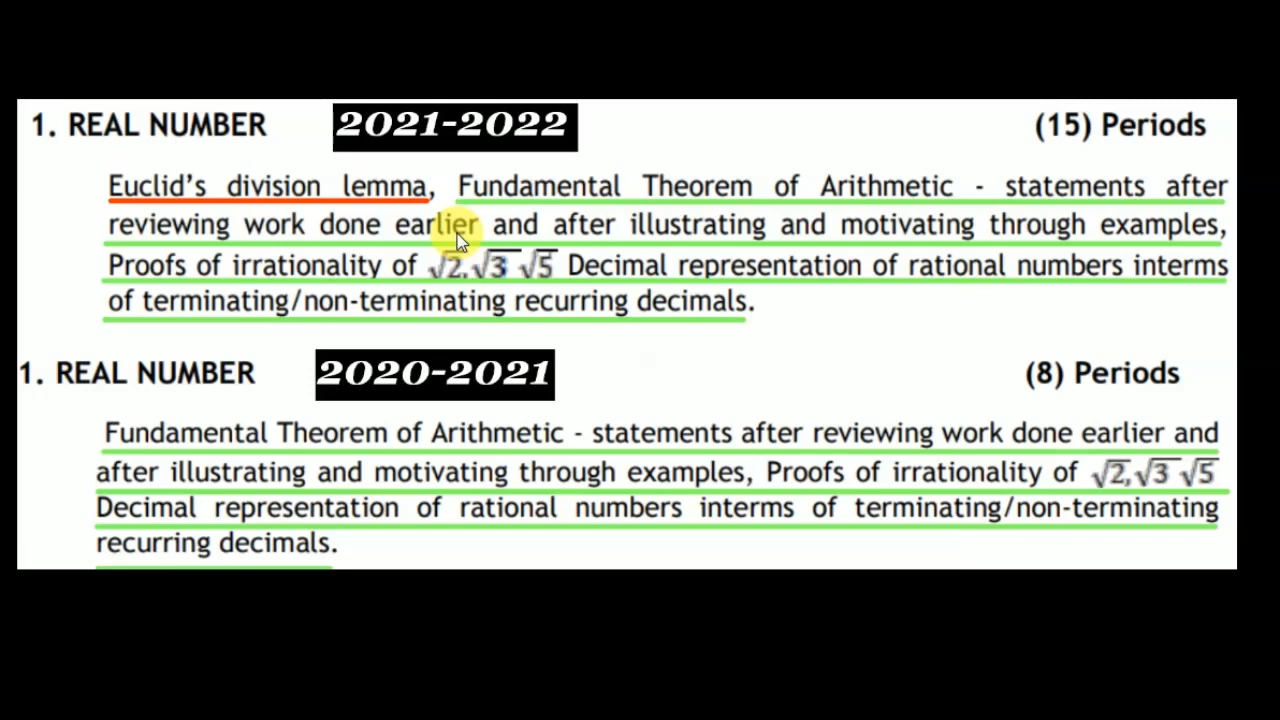 1. REAL NUMBER 2021-2022 (15) Periods
Euclid's division lemma, Fundamental Theorem of Arithmetic - statements after
reviewing work done earlier and after illustrating and motivating through examples,
Proofs of irrationality of √2,√3 √5 Decimal representation of rational numbers interms
of terminating/non-terminating recurring decimals.
1. REAL NUMBER 2020-2021 (8) Periods
Fundamental Theorem of Arithmetic - statements after reviewing work done earlier and
after illustrating and motivating through examples, Proofs of irrationality of √2,√3 √5
Decimal representation of rational numbers interms of terminating/non-terminating
recurring decimals.